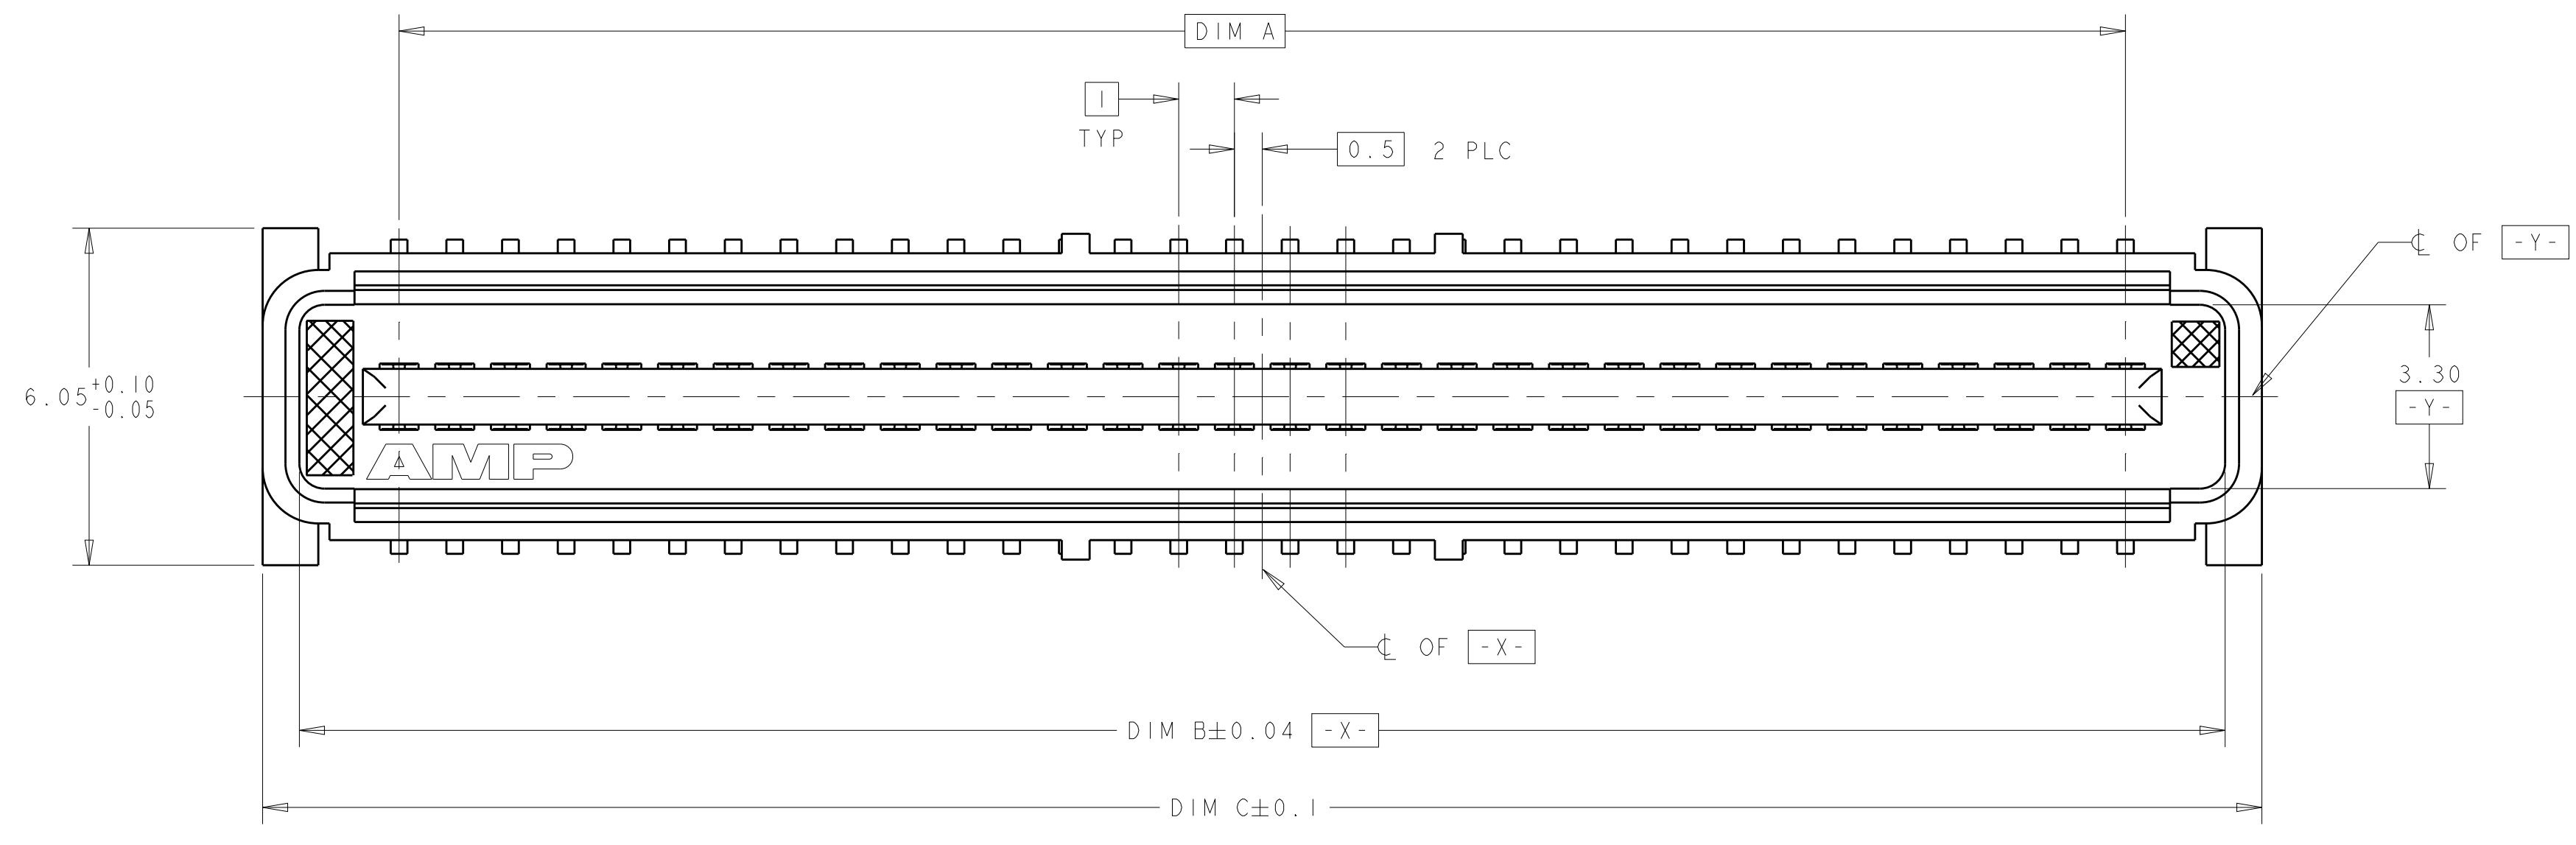 DIM A
1
TYP
0.5 2 PLC
℄ OF -Y-
6.05 +0.10
-0.05
3.30
-Y-
AMP
℄ OF -X-
DIM B±0.04 -X-
DIM C±0.1